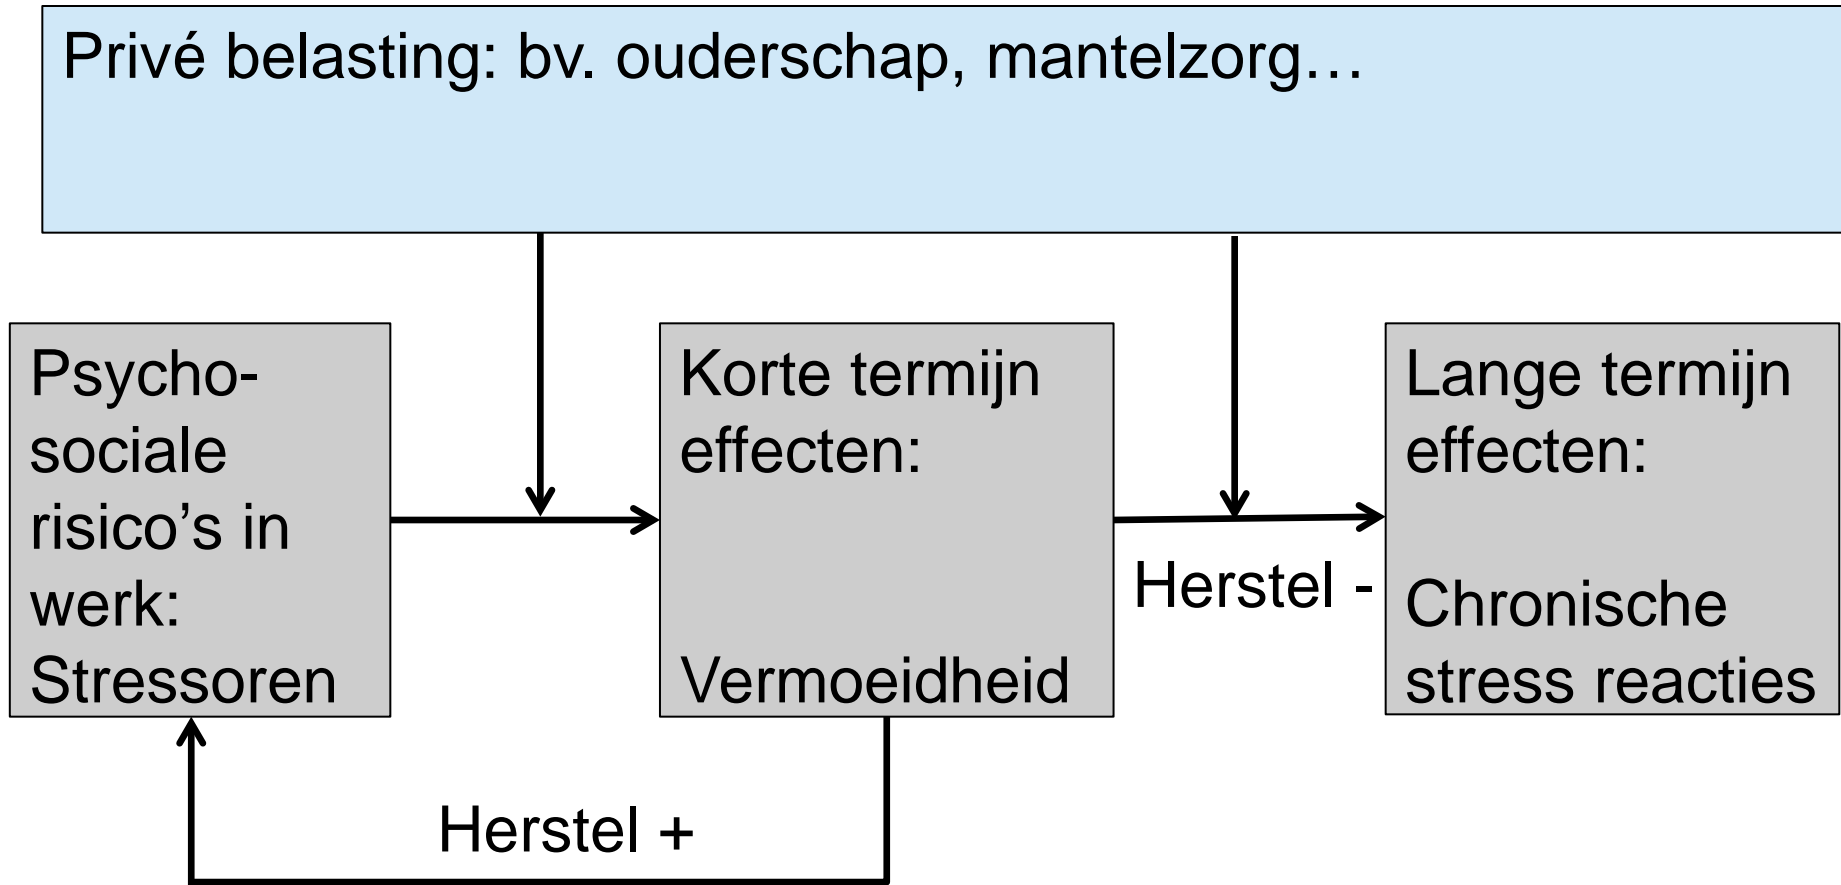 Privé belasting: bv. ouderschap, mantelzorg…
Psycho-
sociale
risico’s in
werk:
Stressoren
Korte termijn
effecten:
Vermoeidheid
Herstel -
Lange termijn
effecten:
Chronische
stress reacties
Herstel +